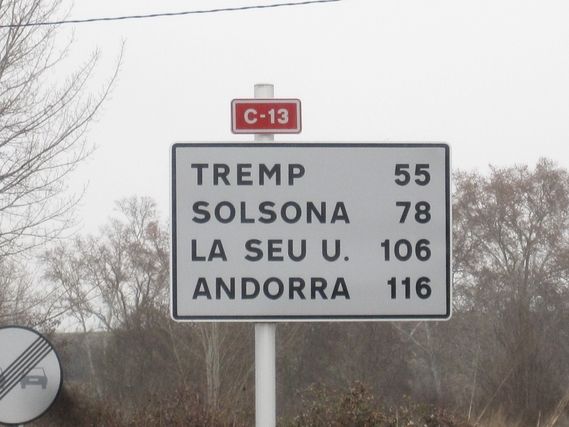 C-13
TREMP 55
SOLSONA 78
LA SEU U. 106
ANDORRA 116